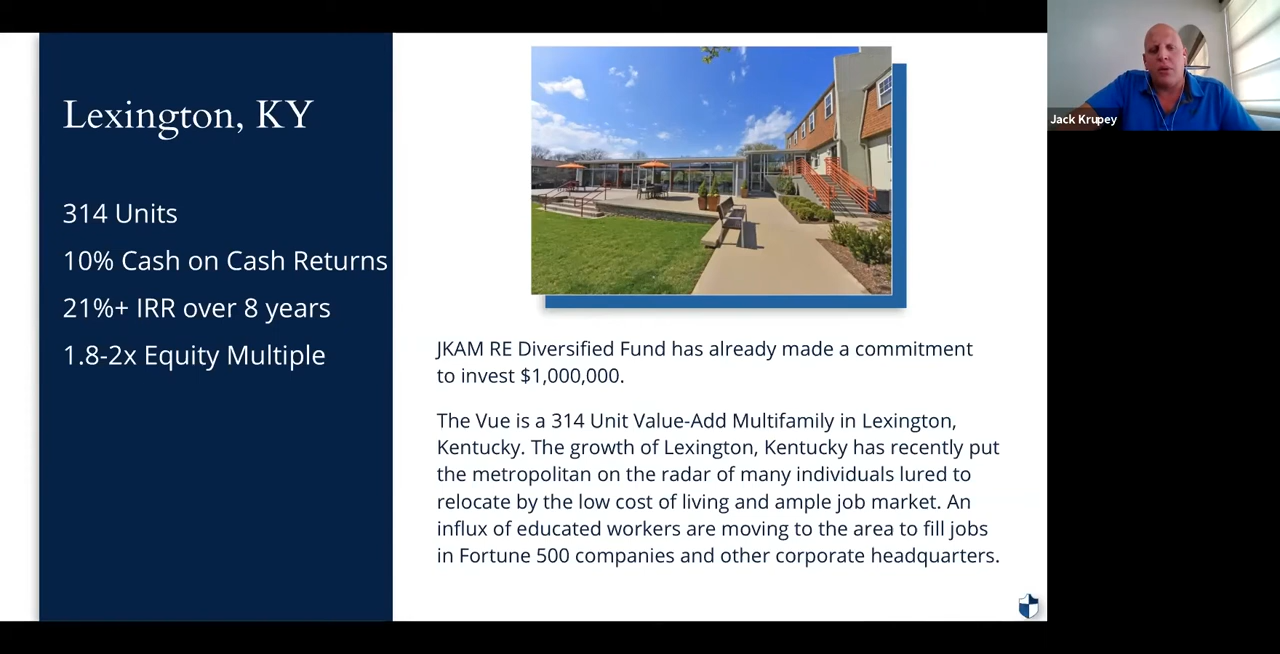 Lexington, KY
314 Units
10% Cash on Cash Returns
21%+ IRR over 8 years
1.8-2x Equity Multiple
JKAM RE Diversified Fund has already made a commitment
to invest $1,000,000.
The Vue is a 314 Unit Value-Add Multifamily in Lexington,
Kentucky. The growth of Lexington, Kentucky has recently put
the metropolitan on the radar of many individuals lured to
relocate by the low cost of living and ample job market. An
influx of educated workers are moving to the area to fill jobs
in Fortune 500 companies and other corporate headquarters.
Jack Krupey